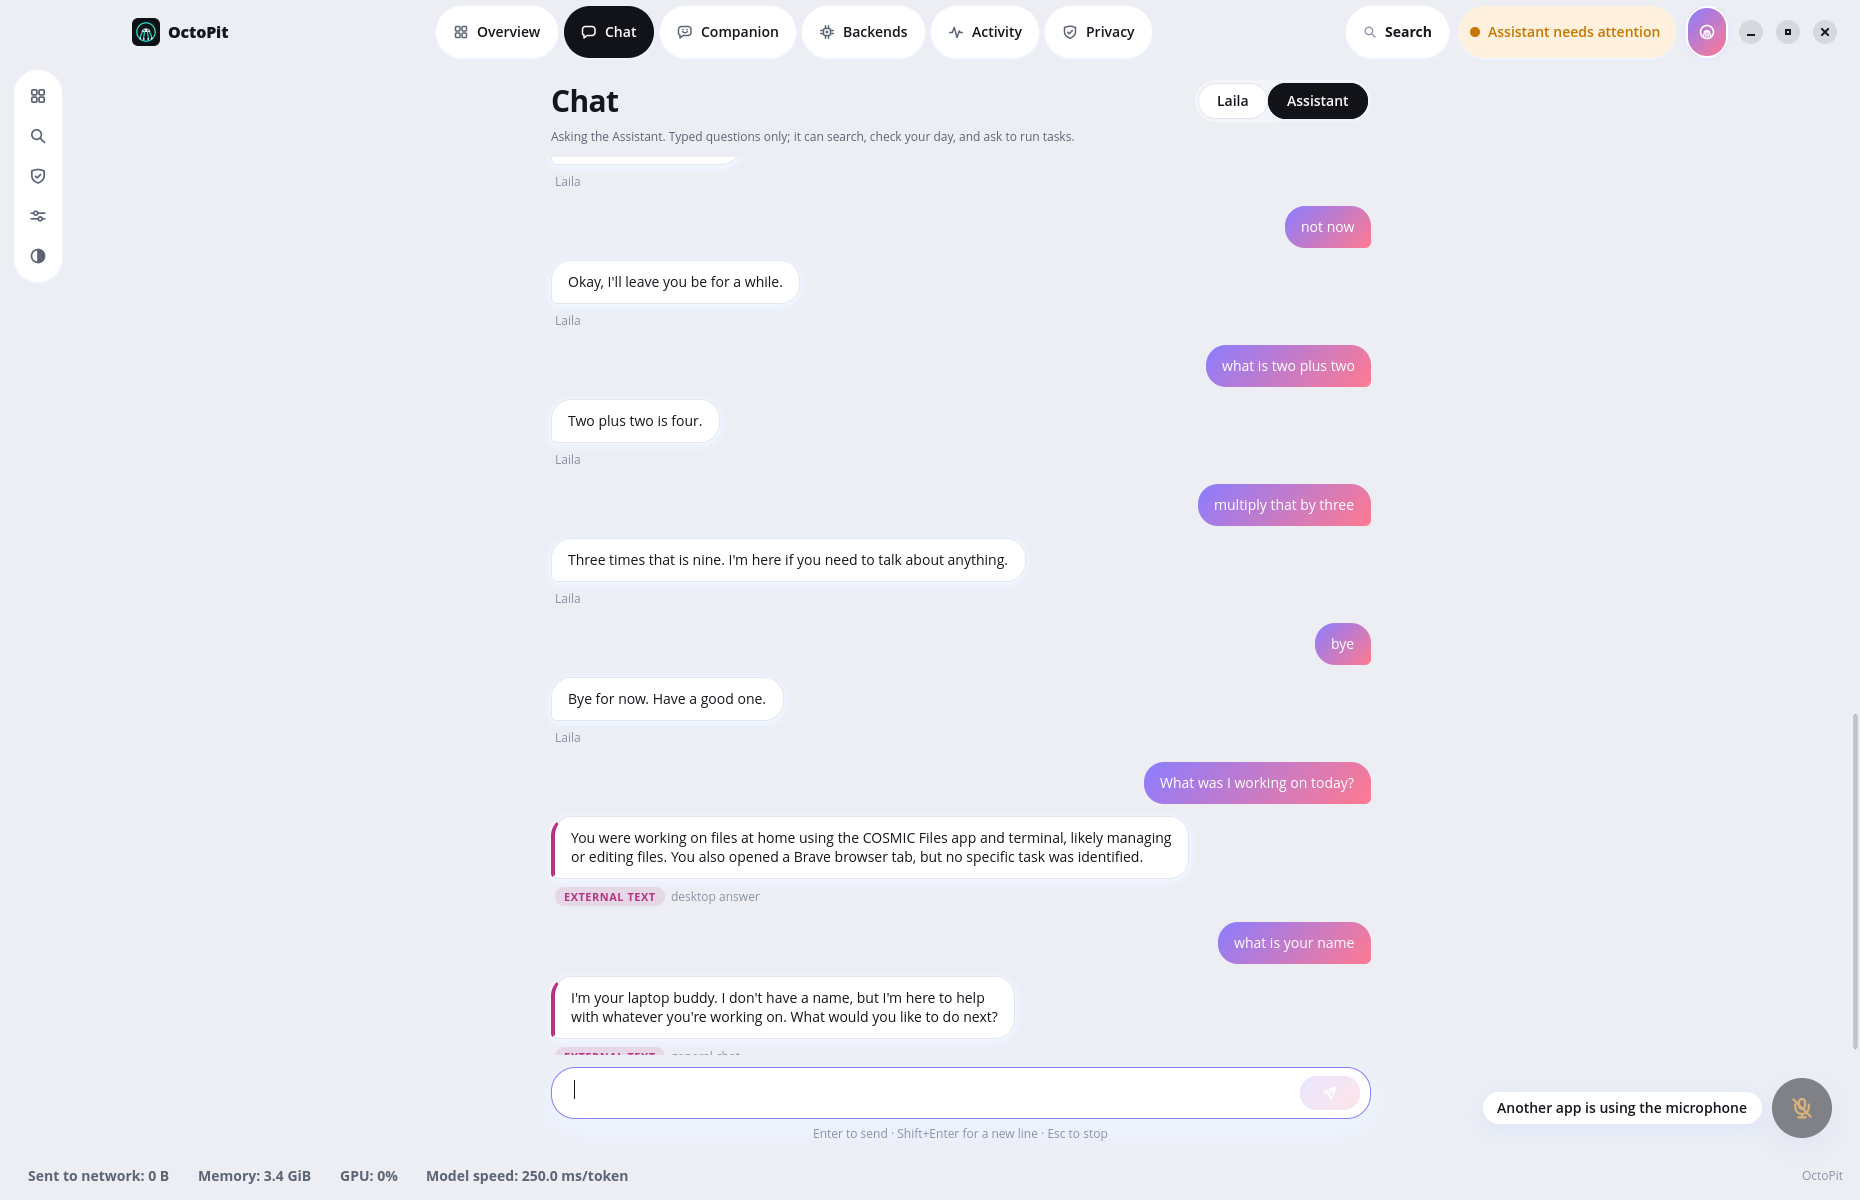 OctoPit
Overview
Chat
Companion
Backends
Activity
Privacy
Search
Assistant needs attention
Chat
Laila
Assistant
Asking the Assistant. Typed questions only; it can search, check your day, and ask to run tasks.
Laila
not now
Okay, I'll leave you be for a while.
Laila
what is two plus two
Two plus two is four.
Laila
multiply that by three
Three times that is nine. I'm here if you need to talk about anything.
Laila
bye
Bye for now. Have a good one.
Laila
What was I working on today?
You were working on files at home using the COSMIC Files app and terminal, likely managing
or editing files. You also opened a Brave browser tab, but no specific task was identified.
EXTERNAL TEXT desktop answer
what is your name
I'm your laptop buddy. I don't have a name, but I'm here to help
with whatever you're working on. What would you like to do next?
EXTERNAL TEXT general chat
Another app is using the microphone
Enter to send · Shift+Enter for a new line · Esc to stop
Sent to network: 0 B Memory: 3.4 GiB GPU: 0% Model speed: 250.0 ms/token
OctoPit